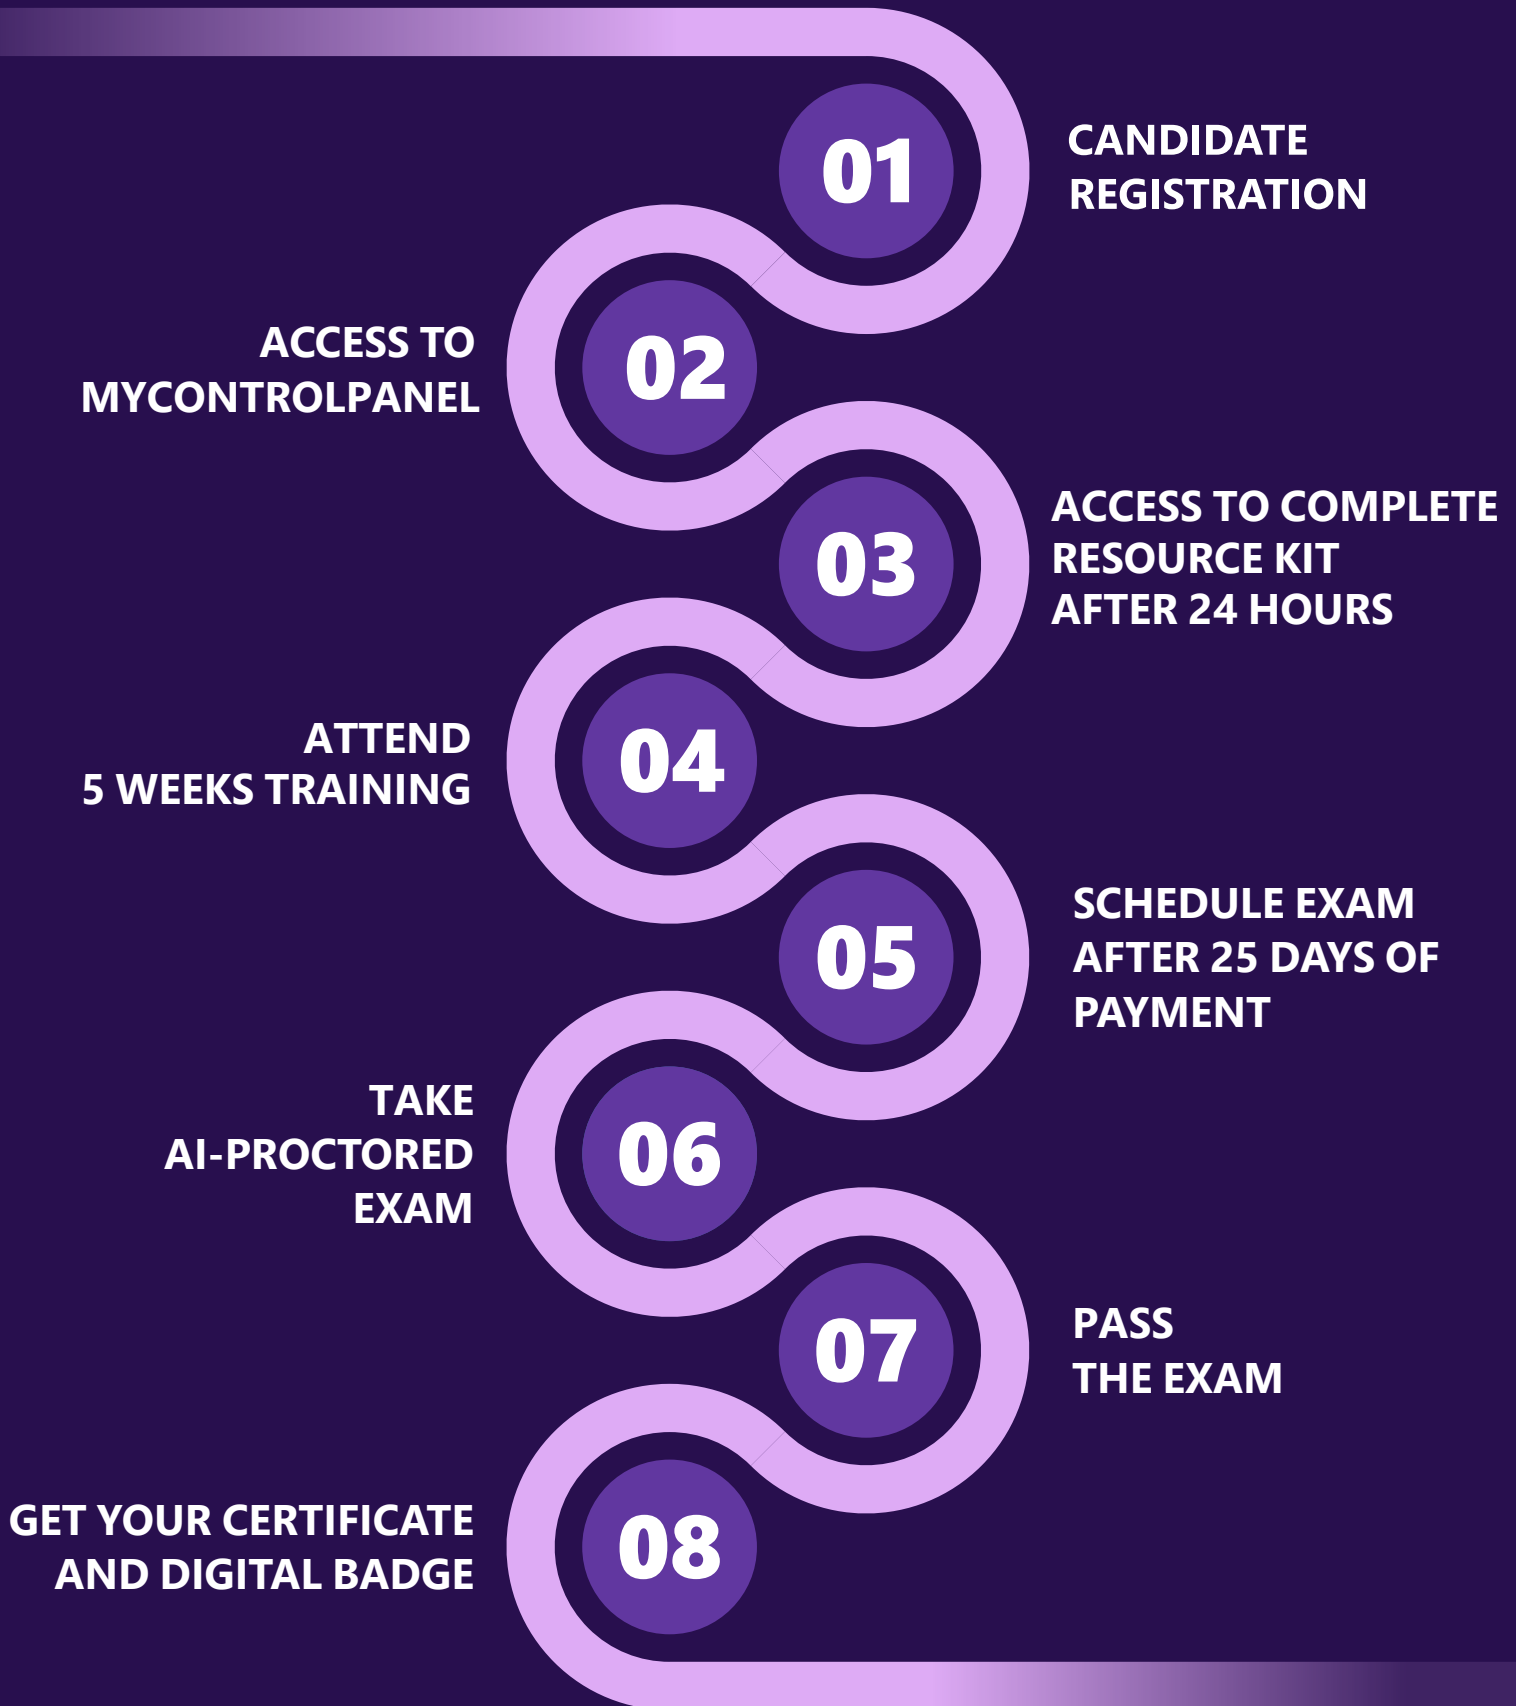 01
CANDIDATE
REGISTRATION
02
ACCESS TO
MYCONTROLPANEL
03
ACCESS TO COMPLETE
RESOURCE KIT
AFTER 24 HOURS
04
ATTEND
5 WEEKS TRAINING
05
SCHEDULE EXAM
AFTER 25 DAYS OF
PAYMENT
06
TAKE
AI-PROCTORED
EXAM
07
PASS
THE EXAM
08
GET YOUR CERTIFICATE
AND DIGITAL BADGE